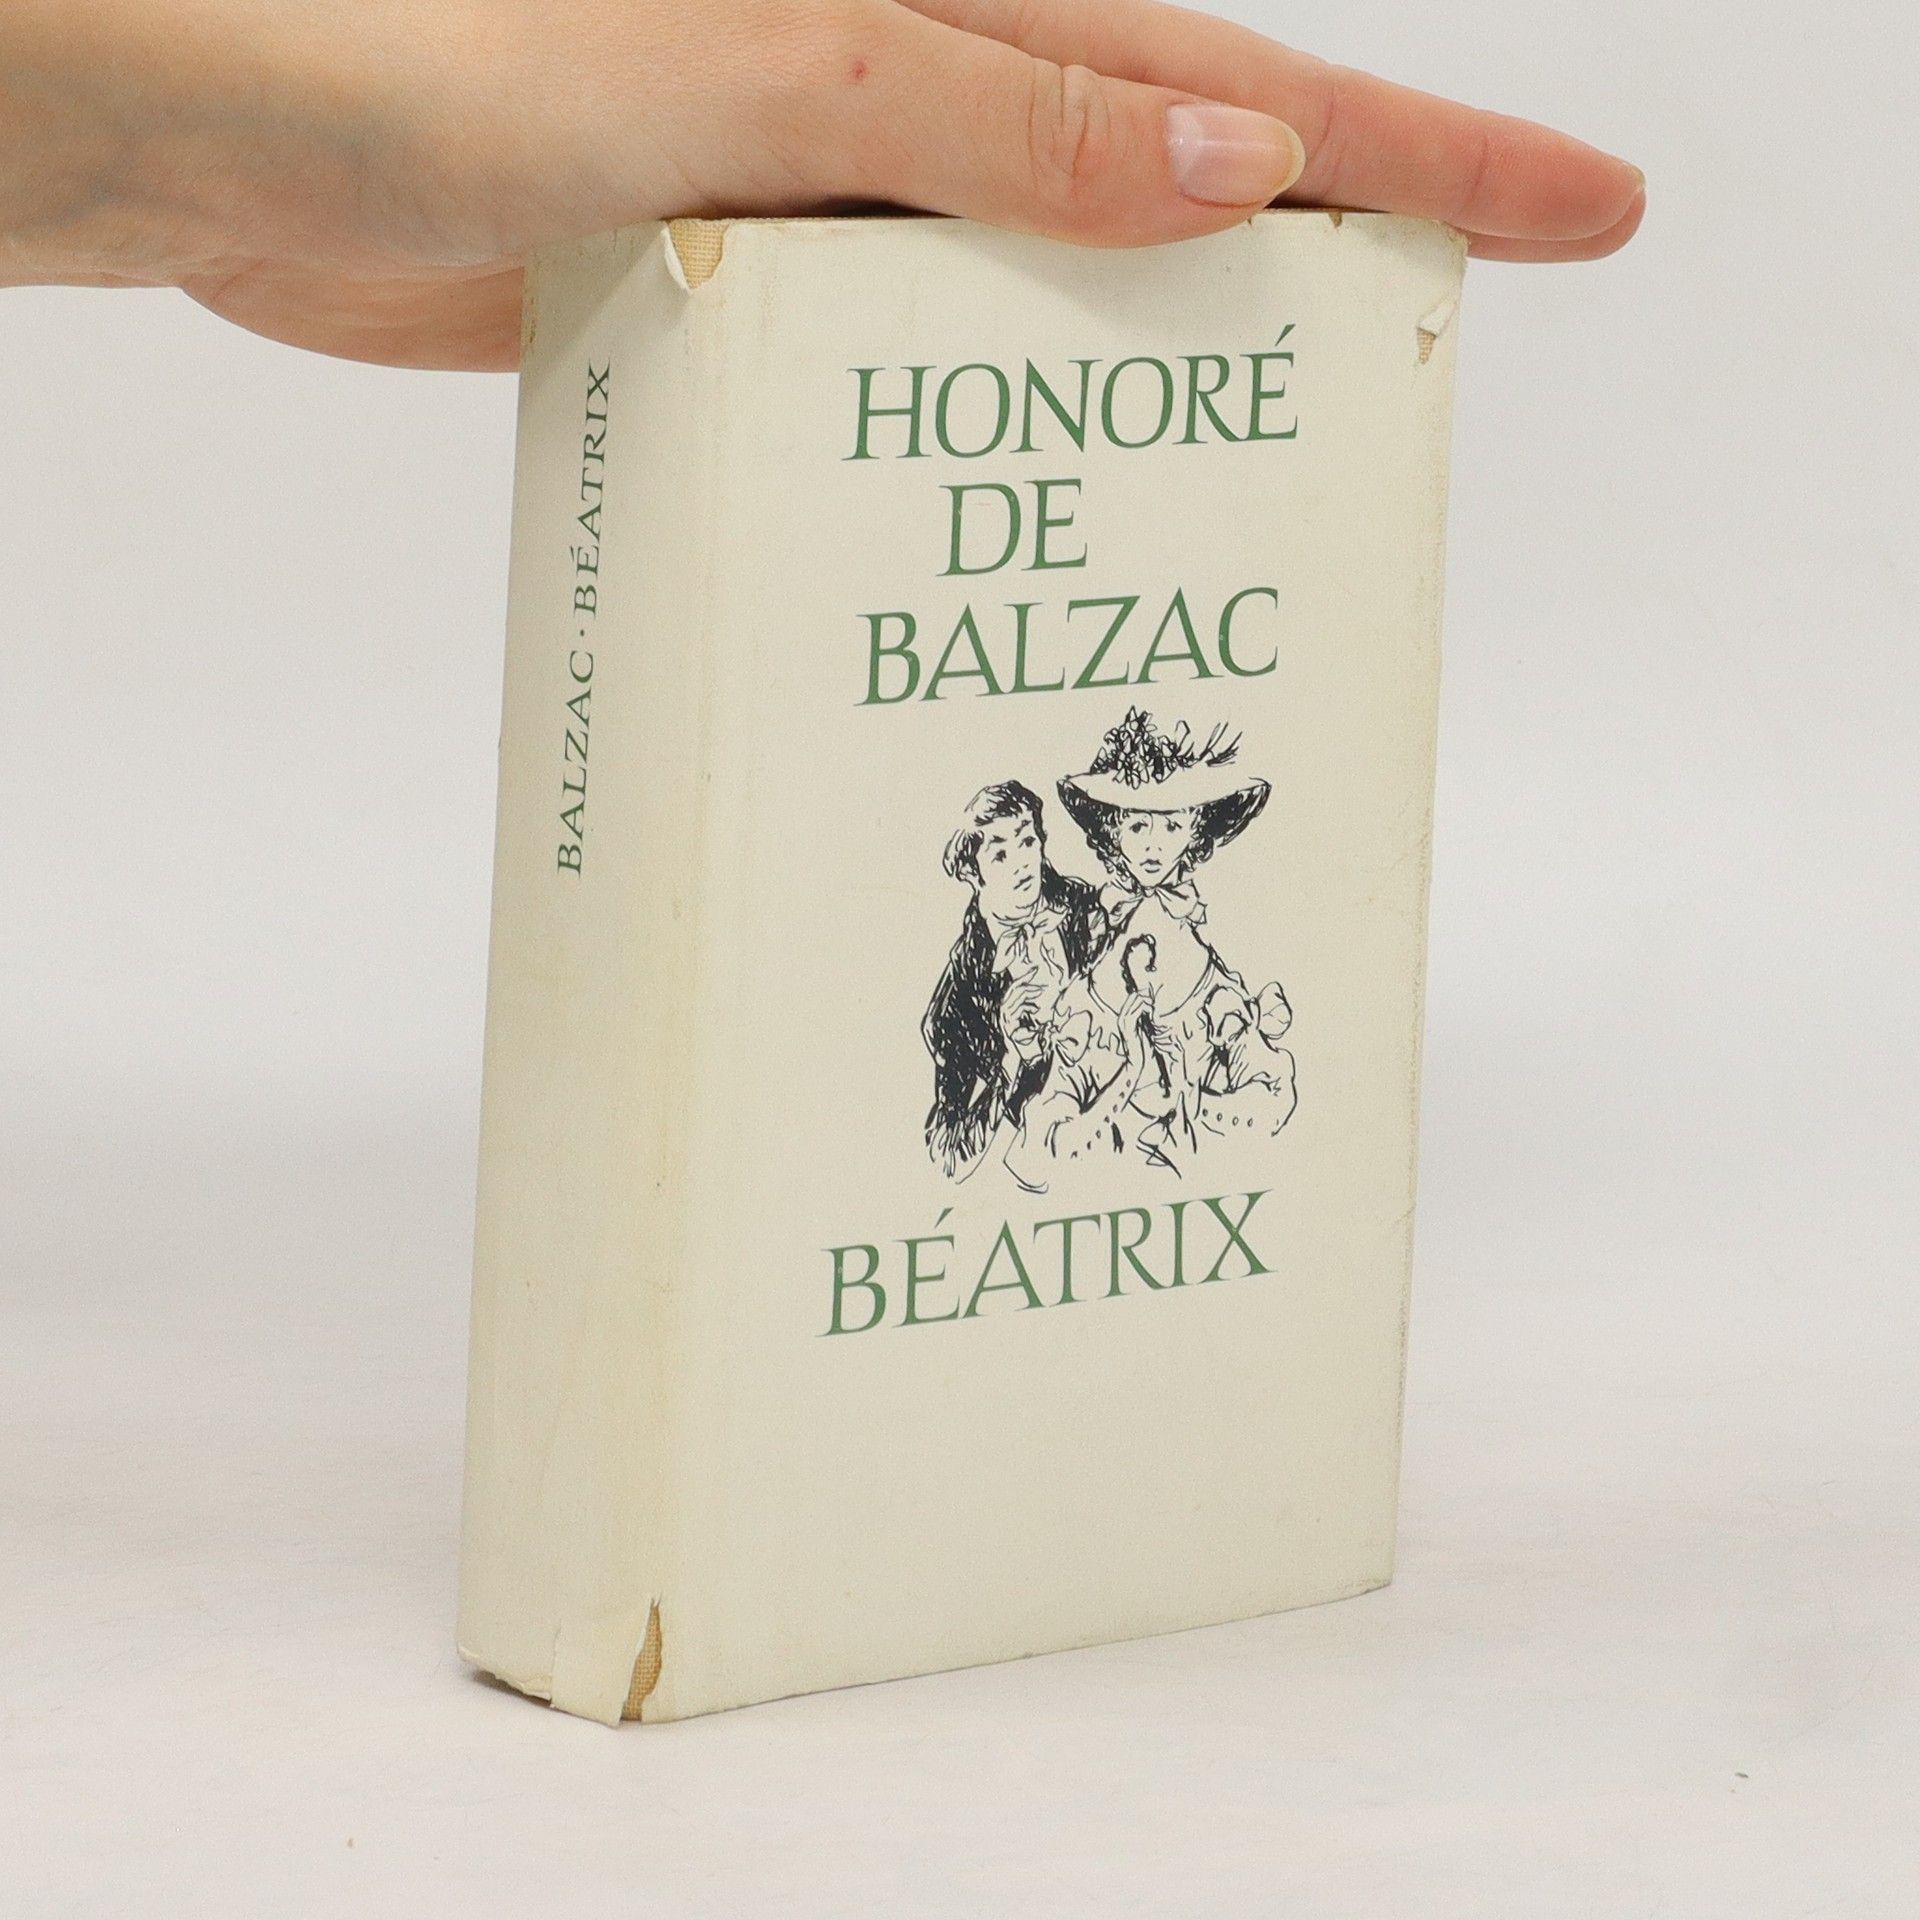 BALZAC · BÉATRIX
HONORÉ
DE
BALZAC
BÉATRIX